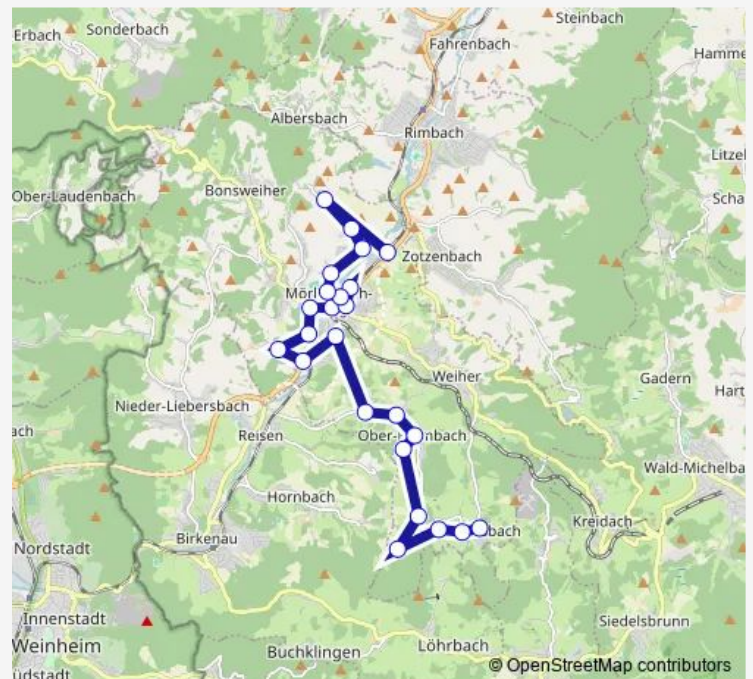 Steinbach
Erbach
Sonderbach
Fahrenbach
Hamme
Albersbach
Rimbach
Litzel
Bonsweiher
Ober-Laudenbach
Scha
Zotzenbach
Mörl
h-
Weiher
Gadern
Hart
Nieder-Liebersbach
ach
Reisen
Ober-
mbach
Wald-Michelba
Hornbach
Kreidach
bach
Birkenau
Nordstadt
Innenstadt
Siedelsbrunn
Weinheim
Löhrbach
Buchklingen
üdstadt
© OpenStreetMap contributors